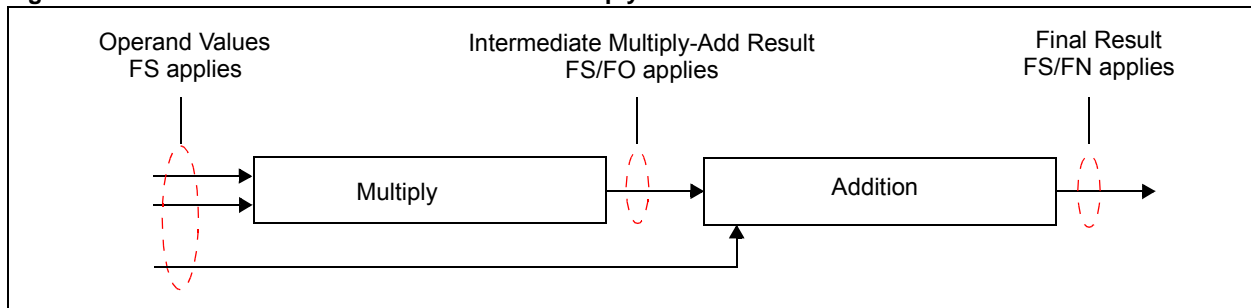 Operand Values
FS applies
Intermediate Multiply-Add Result
FS/FO applies
Final Result
FS/FN applies
Multiply
Addition